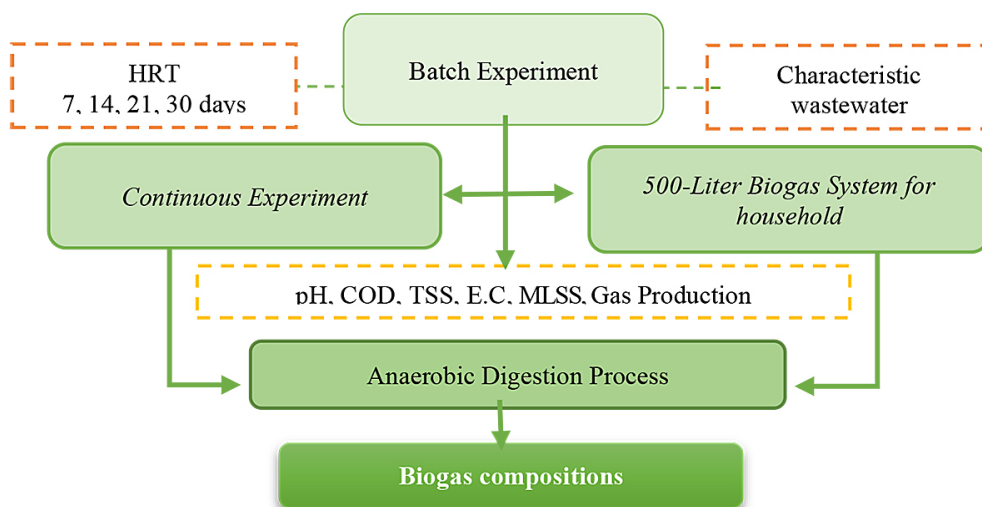 Batch Experiment
HRT
7, 14, 21, 30 days
Characteristic
wastewater
Continuous Experiment
500-Liter Biogas System for
household
pH, COD, TSS, E.C, MLSS, Gas Production
Anaerobic Digestion Process
Biogas compositions